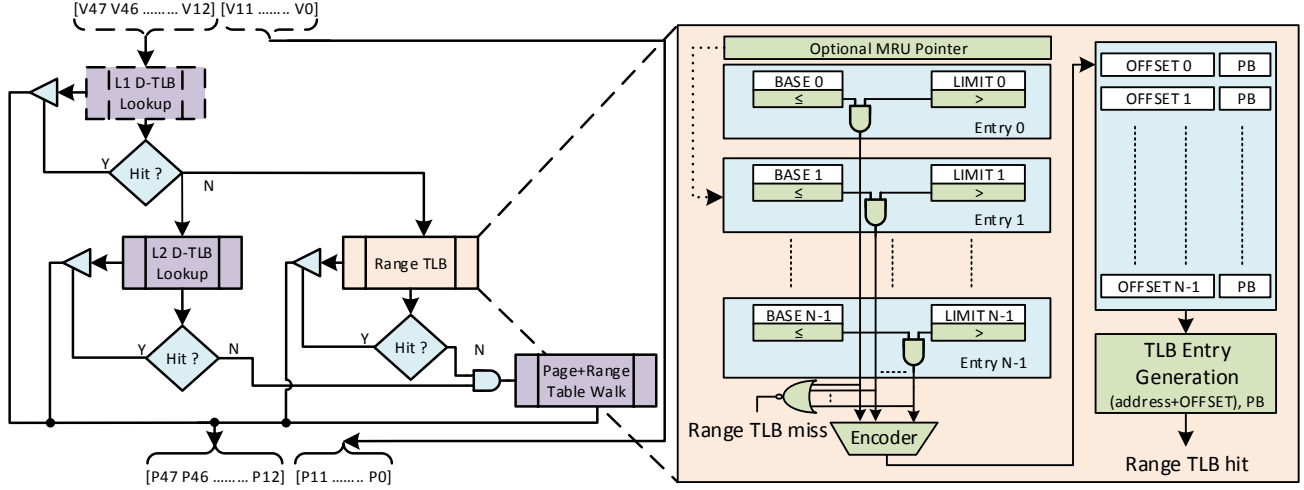 [V47 V46 ......... V12] [V11 ........ V0]
L1 D-TLB
Lookup
Hit ?
Y
N
L2 D-TLB
Lookup
Range TLB
Hit ?
Y
N
Hit ?
Y
N
Page+Range
Table Walk
[P47 P46 ......... P12] [P11 ........ P0]
Optional MRU Pointer
BASE 0
≤
LIMIT 0
>
Entry 0
BASE 1
≤
LIMIT 1
>
Entry 1
BASE N-1
≤
LIMIT N-1
>
Entry N-1
Range TLB miss
Encoder
OFFSET 0 PB
OFFSET 1 PB
OFFSET N-1 PB
TLB Entry
Generation
(address+OFFSET), PB
Range TLB hit